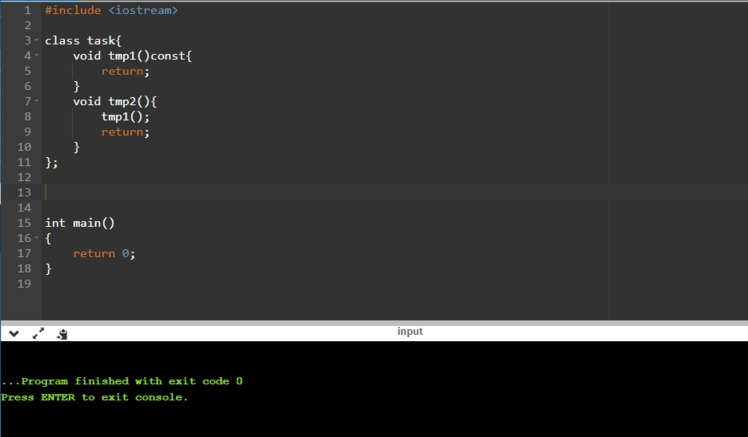 1 #include <iostream>
2
3 class task{
4     void tmp1()const{
5         return;
6     }
7     void tmp2(){
8         tmp1();
9         return;
10     }
11 };
12
13
14
15 int main()
16 {
17     return 0;
18 }
19
input
...Program finished with exit code 0
Press ENTER to exit console.